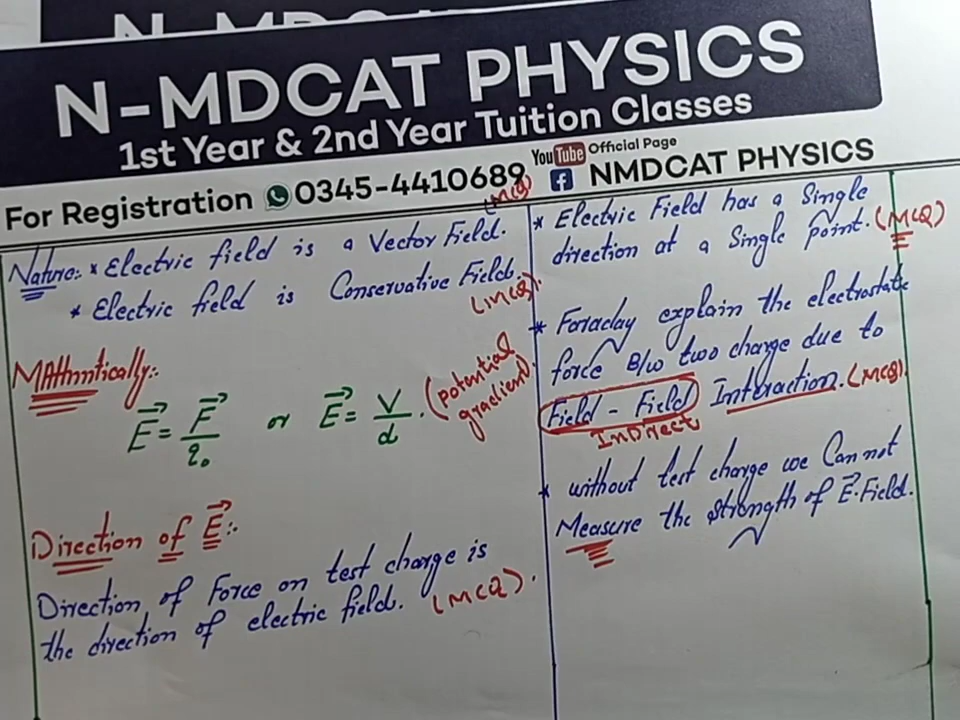 N-MDCAT PHYSICS
1st Year & 2nd Year Tuition Classes
For Registration 0345-4410689
YouTube Official Page
NMDCAT PHYSICS
Nature:- * Electric field is a Vector Field. (MCQ)
* Electric field is Conservative Field. (MCQ).
MAthmtically:-
E = F / q₀ or E = V / d . (potential gradient).
Direction of E:-
Direction of Force on test charge is
the direction of electric field. (MCQ).
* Electric Field has a Single
direction at a Single point. (MCQ)
* Faraday explain the electrostatic
force B/w two charge due to
Field - Field Interaction. (MCQ).
InDirect
* without test charge we Can not
Measure the strength of E. Field.